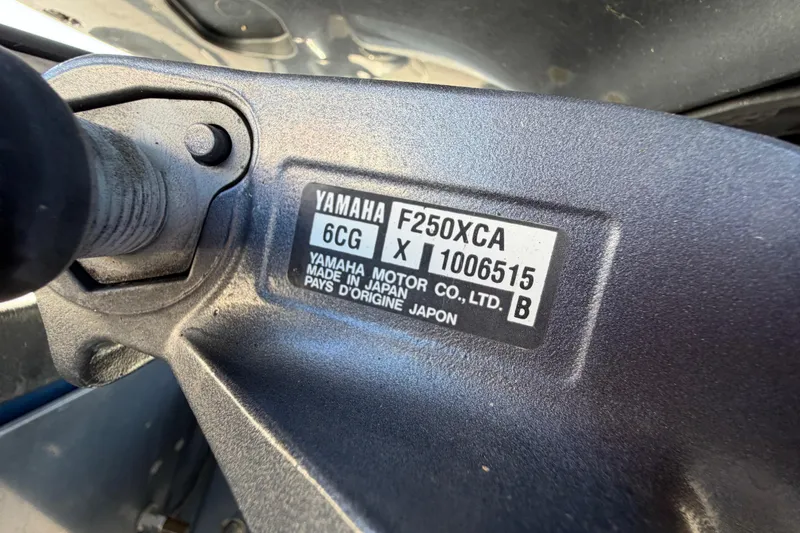 YAMAHA F250XCA
6CG X 1006515
YAMAHA MOTOR CO., LTD.
MADE IN JAPAN
PAYS D'ORIGINE JAPON
B